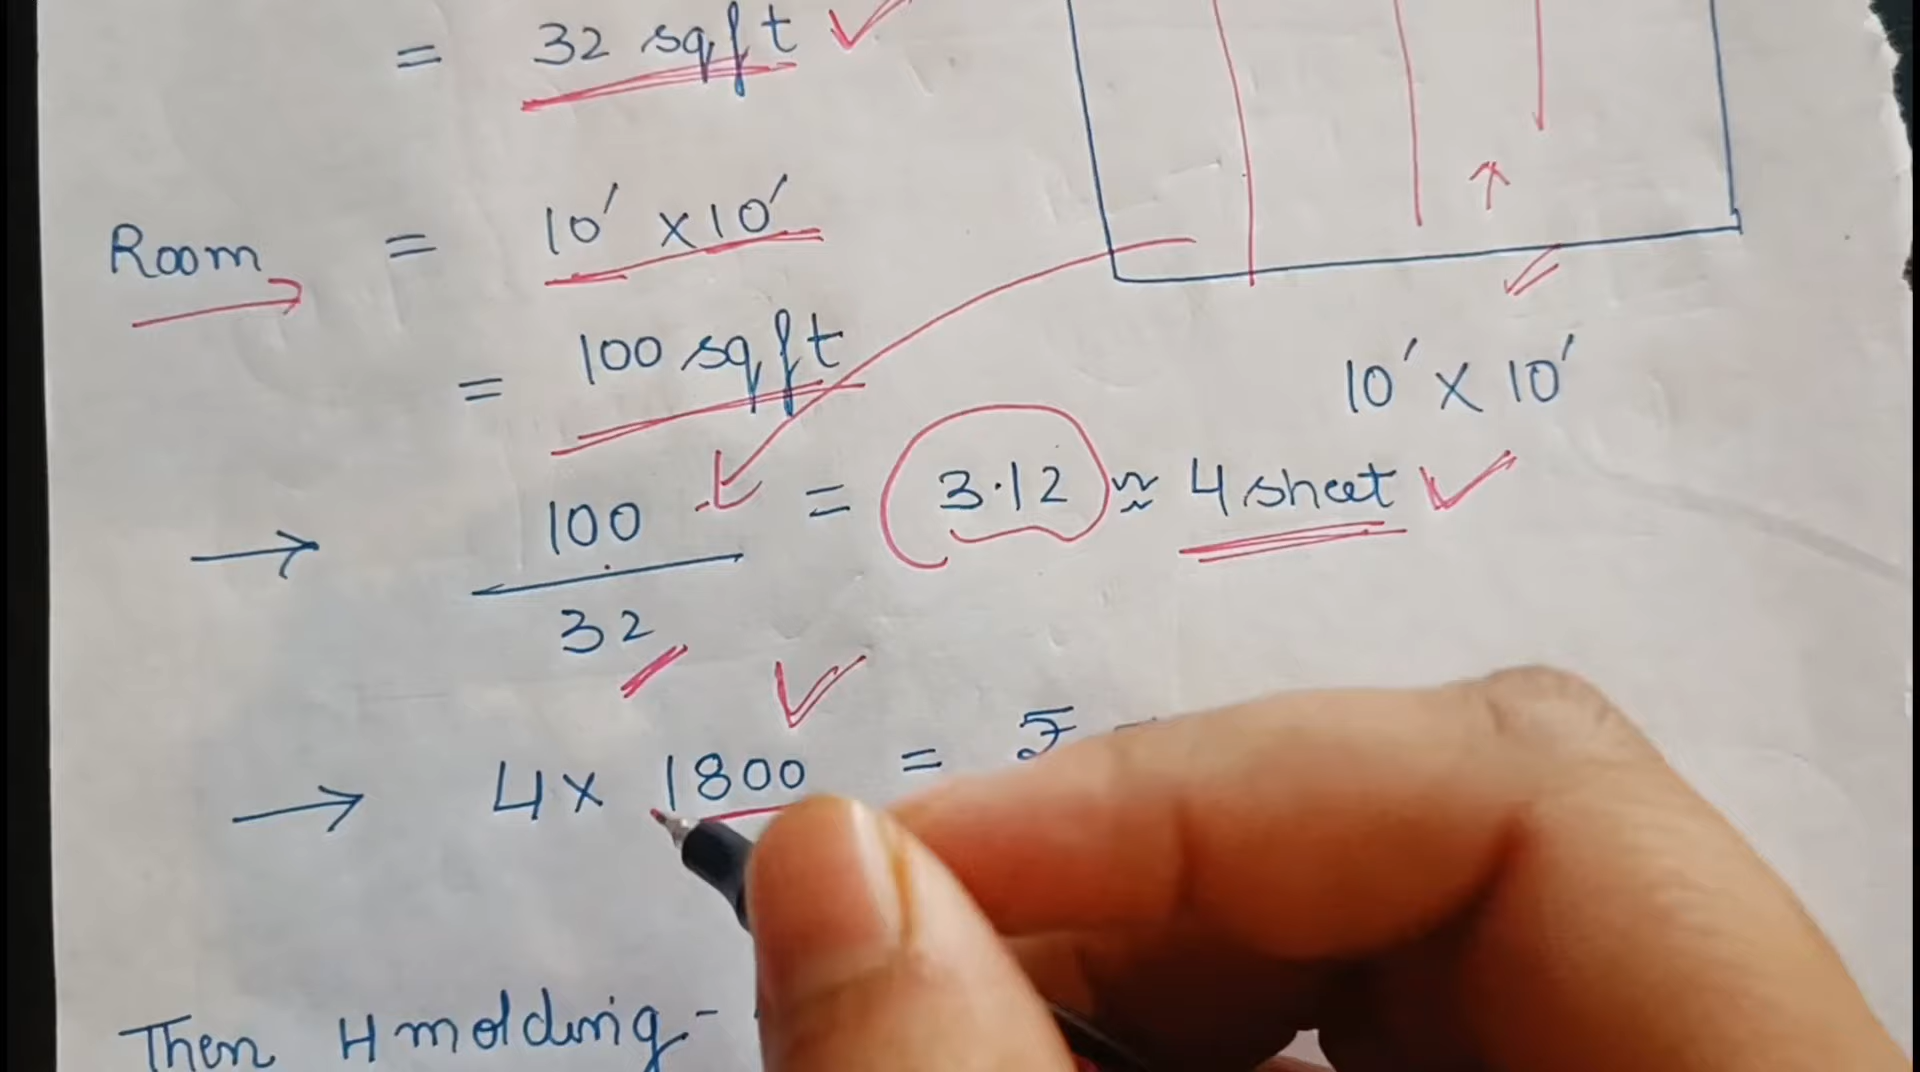 = 32 sqft
Room = 10' x 10'
= 100 sqft
10' x 10'
→ 100/32 = 3.12 ≈ 4 sheet
→ 4 x 1800 = ₹
Then H molding -